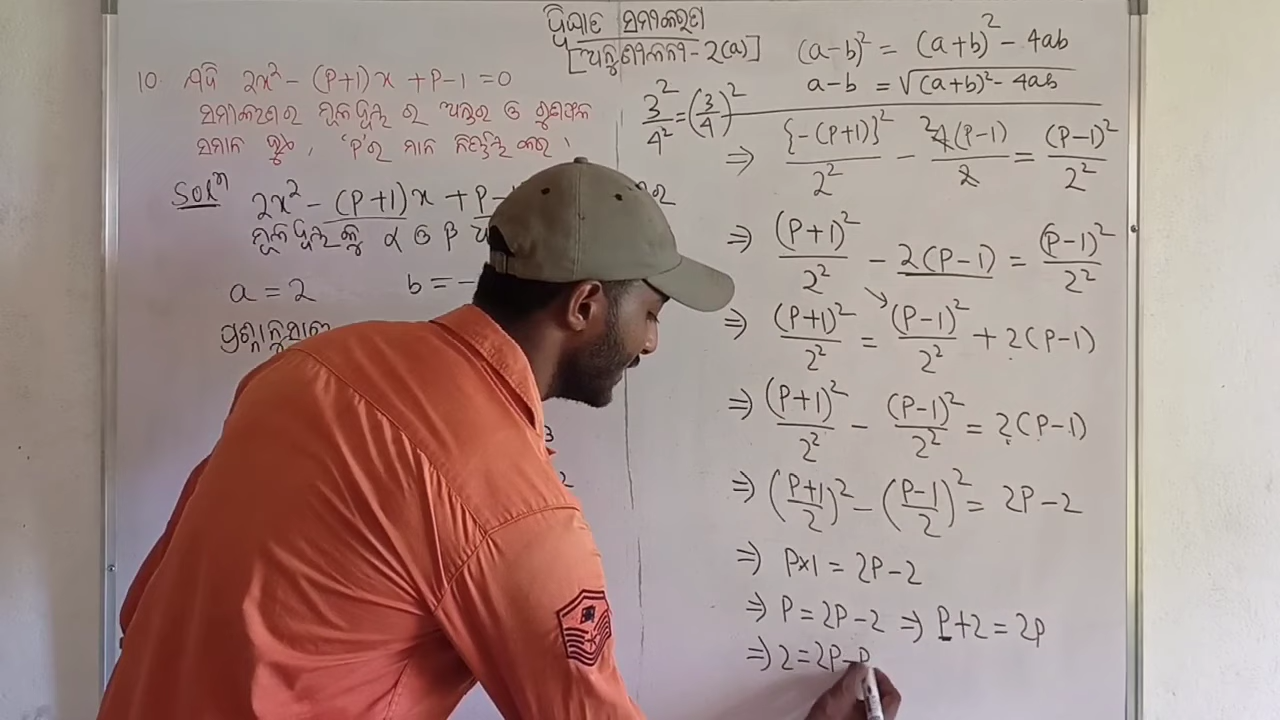 ଦ୍ୱିଘାତ ସମୀକରଣ
[ଅନୁଶୀଳନୀ - 2(a)]
10. ଯଦି 2x² - (P+1)x + P-1 = 0
ସମୀକରଣର ମୂଳଦ୍ୱୟ ର ଅନ୍ତର ଓ ଗୁଣଫଳ
ସମାନ ହୁଏ, 'P'ର ମାନ ନିର୍ଣ୍ଣୟ କର।
Solⁿ 2x² - (P+1)x + P-
ମୂଳ ଦ୍ୱୟକୁ α ଓ β
a = 2 b = -
ପ୍ରଶ୍ନାନୁସାରେ
(a-b)² = (a+b)² - 4ab
a-b = √(a+b)² - 4ab
3²/4² = (3/4)²
⇒ {-(P+1)}²/2² - 4(P-1)/2 = (P-1)²/2²
⇒ (P+1)²/2² - 2(P-1) = (P-1)²/2²
⇒ (P+1)²/2² = (P-1)²/2² + 2(P-1)
⇒ (P+1)²/2² - (P-1)²/2² = 2(P-1)
⇒ (P+1/2)² - (P-1/2)² = 2P-2
⇒ P×1 = 2P-2
⇒ P = 2P-2 ⇒ P+2 = 2P
⇒ 2 = 2P-P